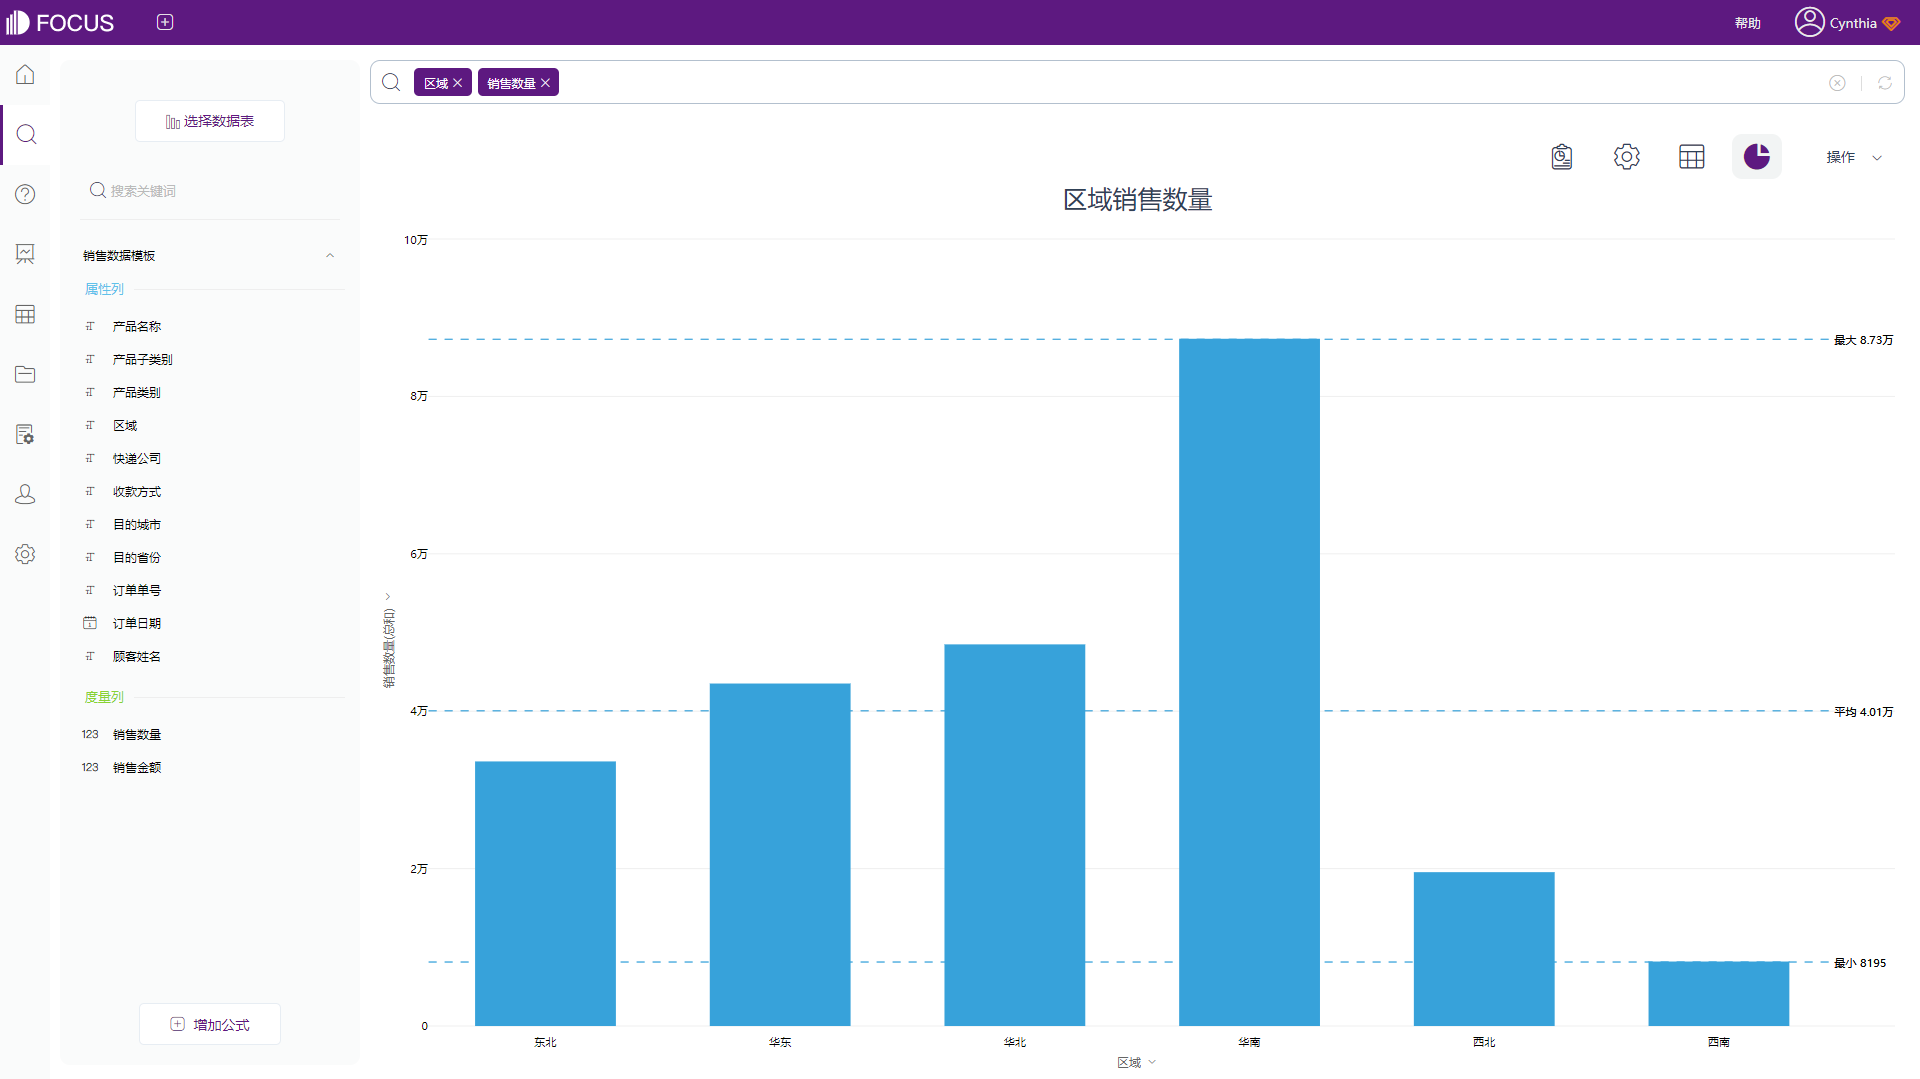 FOCUS
帮助
Cynthia
选择数据表
搜索关键词
销售数据模板
属性列
产品名称
产品子类别
产品类别
区域
快递公司
收款方式
目的城市
目的省份
订单单号
订单日期
顾客姓名
度量列
123 销售数量
123 销售金额
增加公式
区域
销售数量
操作
区域销售数量
10万
8万
6万
4万
2万
0
销售数量(总和)
最大 8.73万
平均 4.01万
最小 8195
东北
华东
华北
华南
西北
西南
区域